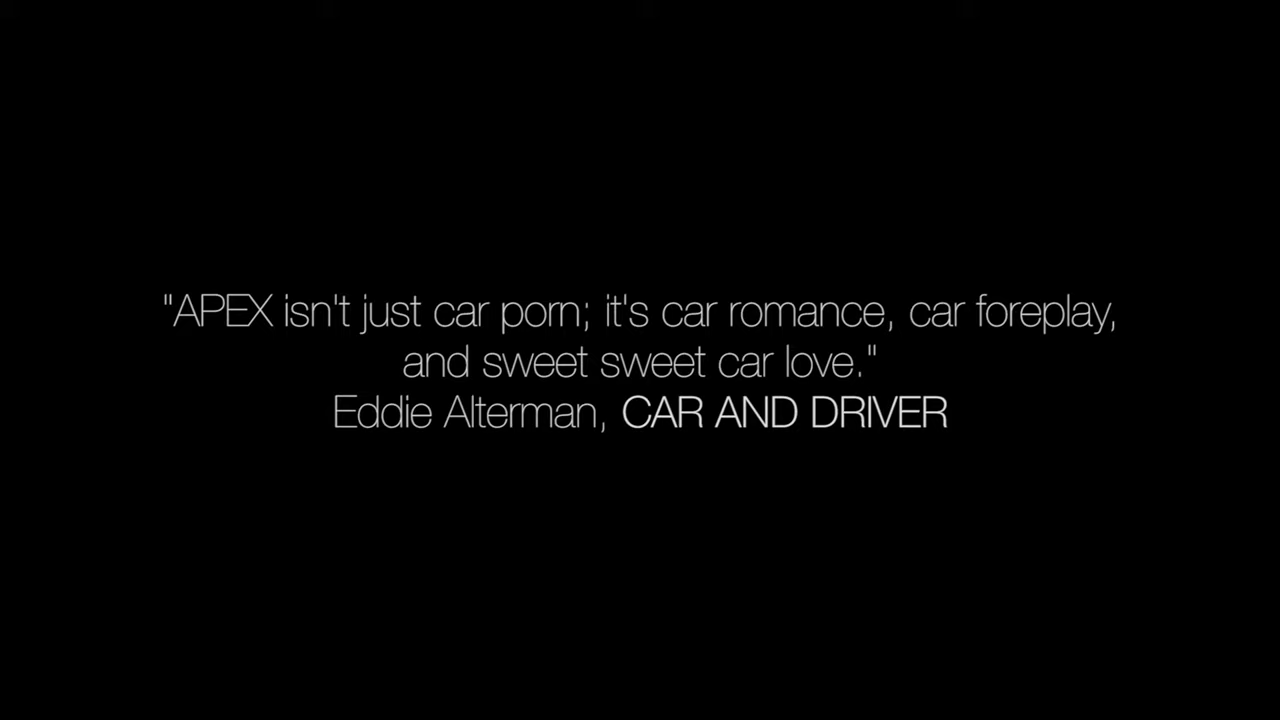 "APEX isn't just car porn; it's car romance, car foreplay,
and sweet sweet car love."
Eddie Alterman, CAR AND DRIVER